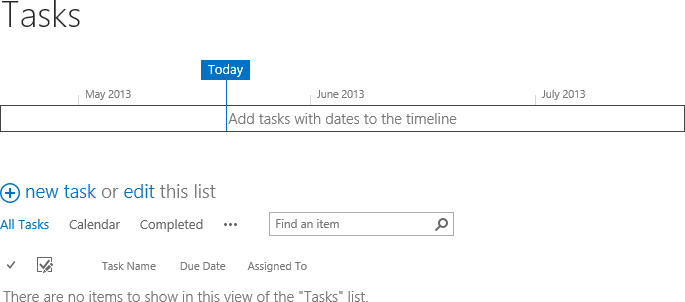 Tasks
Today
May 2013 June 2013 July 2013
Add tasks with dates to the timeline
new task or edit this list
All Tasks Calendar Completed ••• Find an item
Task Name Due Date Assigned To
There are no items to show in this view of the "Tasks" list.